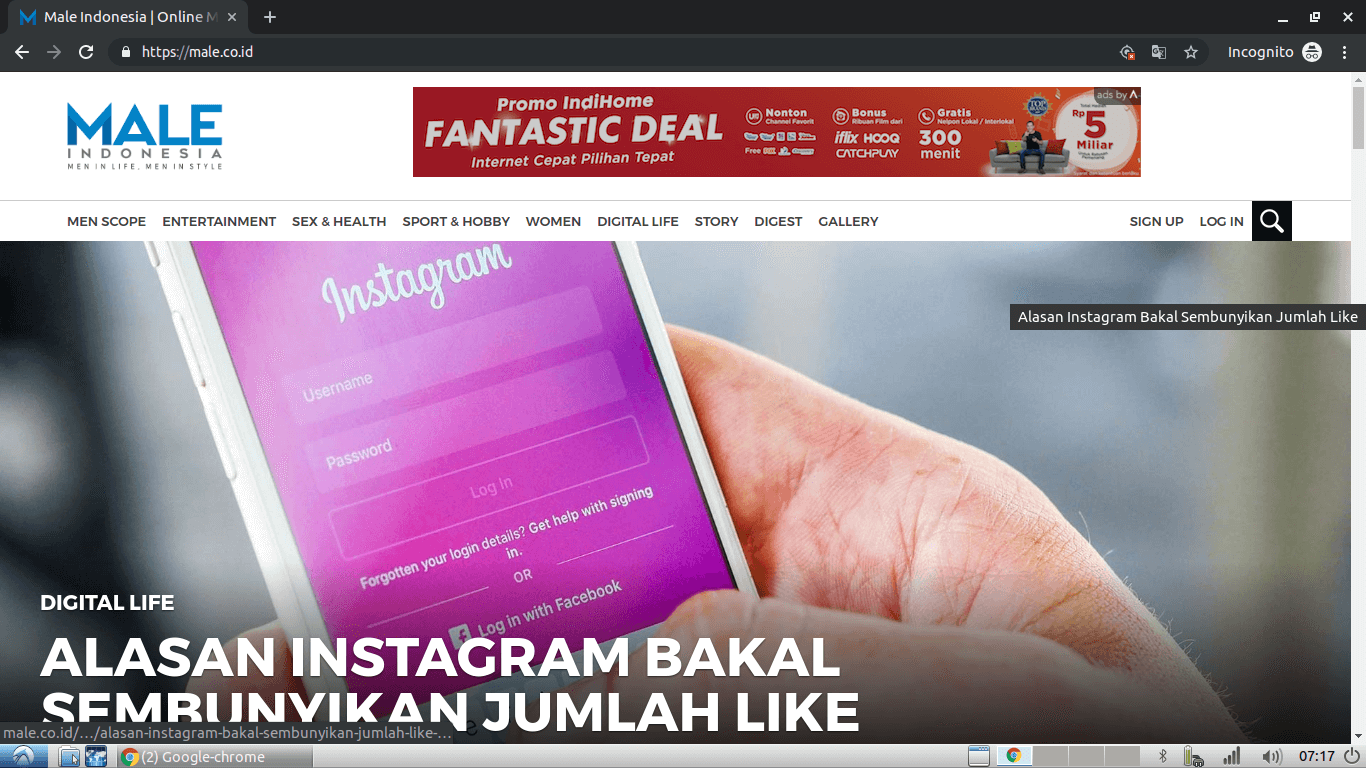 Male Indonesia | Online M
https://male.co.id
Incognito
MALE
INDONESIA
MEN IN LIFE, MEN IN STYLE
Promo IndiHome
FANTASTIC DEAL
Internet Cepat Pilihan Tepat
Nonton
Channel Favorit
Bonus
Ribuan Film dari
iflix HOOQ
CATCHPLAY
Gratis
Nelpon Lokal / Interlokal
300
menit
TOP
Total Hadiah
Rp 5
Miliar
ads by
MEN SCOPE ENTERTAINMENT SEX & HEALTH SPORT & HOBBY WOMEN DIGITAL LIFE STORY DIGEST GALLERY SIGN UP LOG IN
Instagram
Username
Password
Log In
Forgotten your login details? Get help with signing
in.
OR
f Log in with Facebook
Alasan Instagram Bakal Sembunyikan Jumlah Like
DIGITAL LIFE
ALASAN INSTAGRAM BAKAL
SEMBUNYIKAN JUMLAH LIKE
male.co.id/…/alasan-instagram-bakal-sembunyikan-jumlah-like-…
(2) Google-chrome
07:17